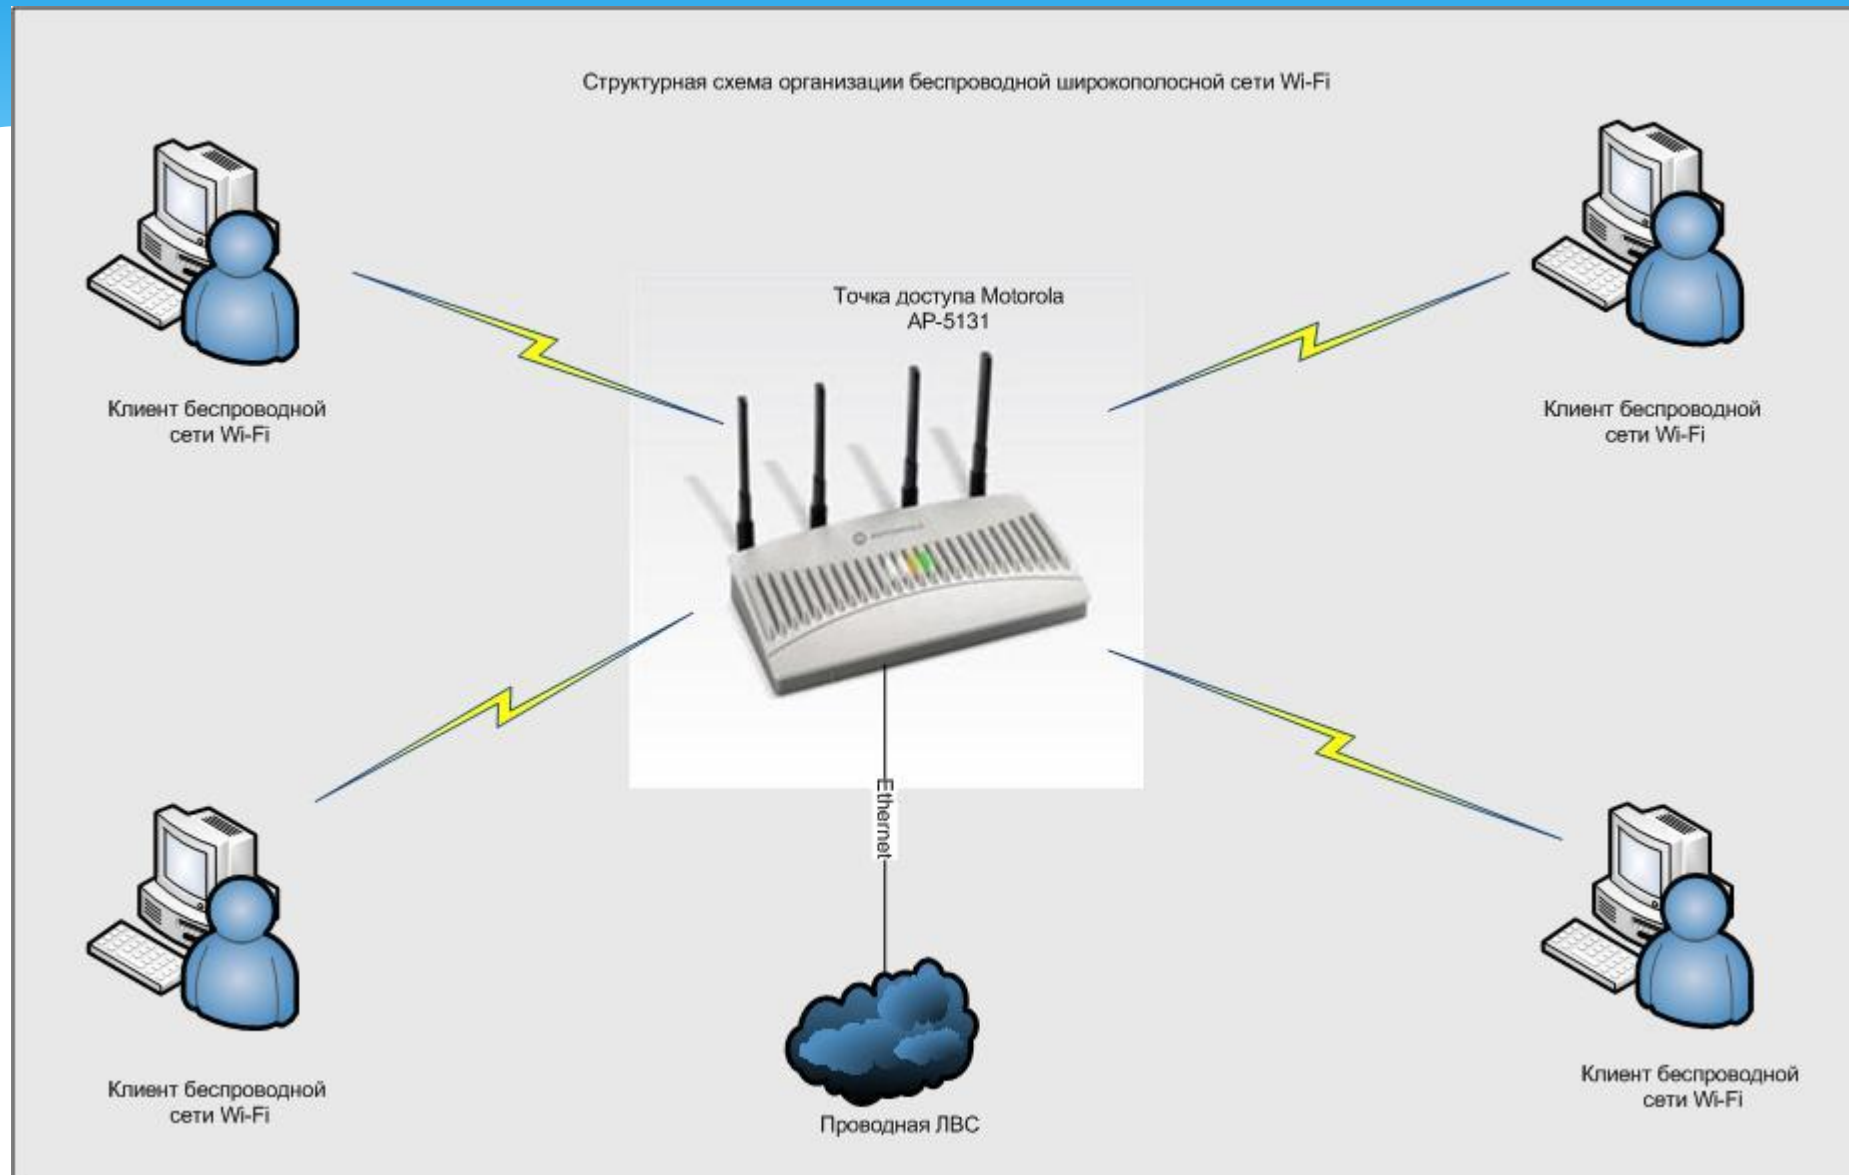 Структурная схема организации беспроводной широкополосной сети Wi-Fi
Точка доступа Motorola
AP-5131
Клиент беспроводной
сети Wi-Fi
Клиент беспроводной
сети Wi-Fi
MOTOROLA
Ethernet
Клиент беспроводной
сети Wi-Fi
Проводная ЛВС
Клиент беспроводной
сети Wi-Fi